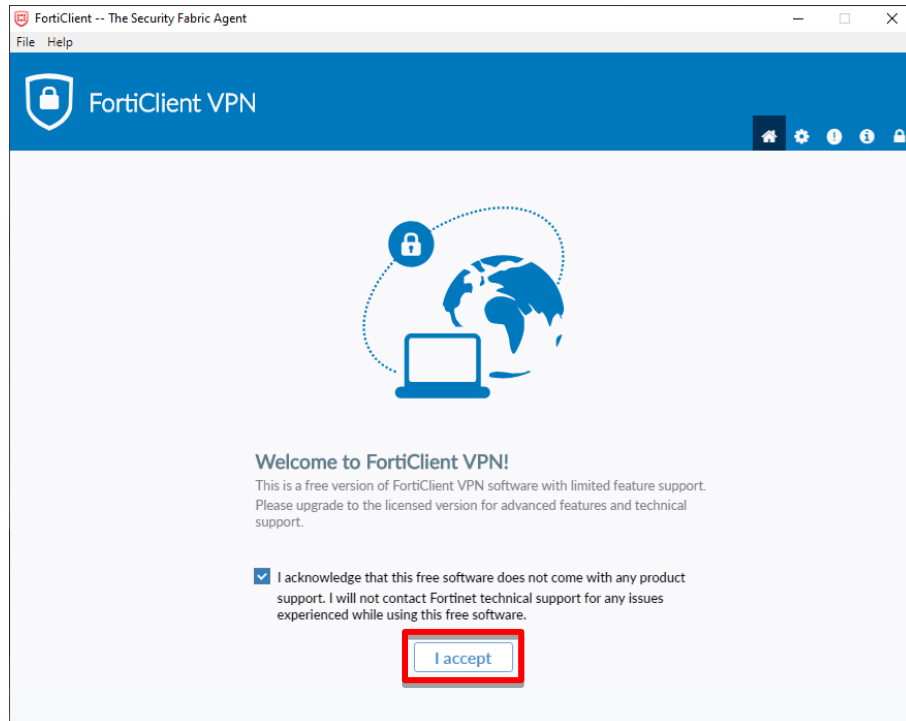 FortiClient -- The Security Fabric Agent
File Help
FortiClient VPN
Welcome to FortiClient VPN!
This is a free version of FortiClient VPN software with limited feature support.
Please upgrade to the licensed version for advanced features and technical
support.
I acknowledge that this free software does not come with any product
support. I will not contact Fortinet technical support for any issues
experienced while using this free software.
I accept